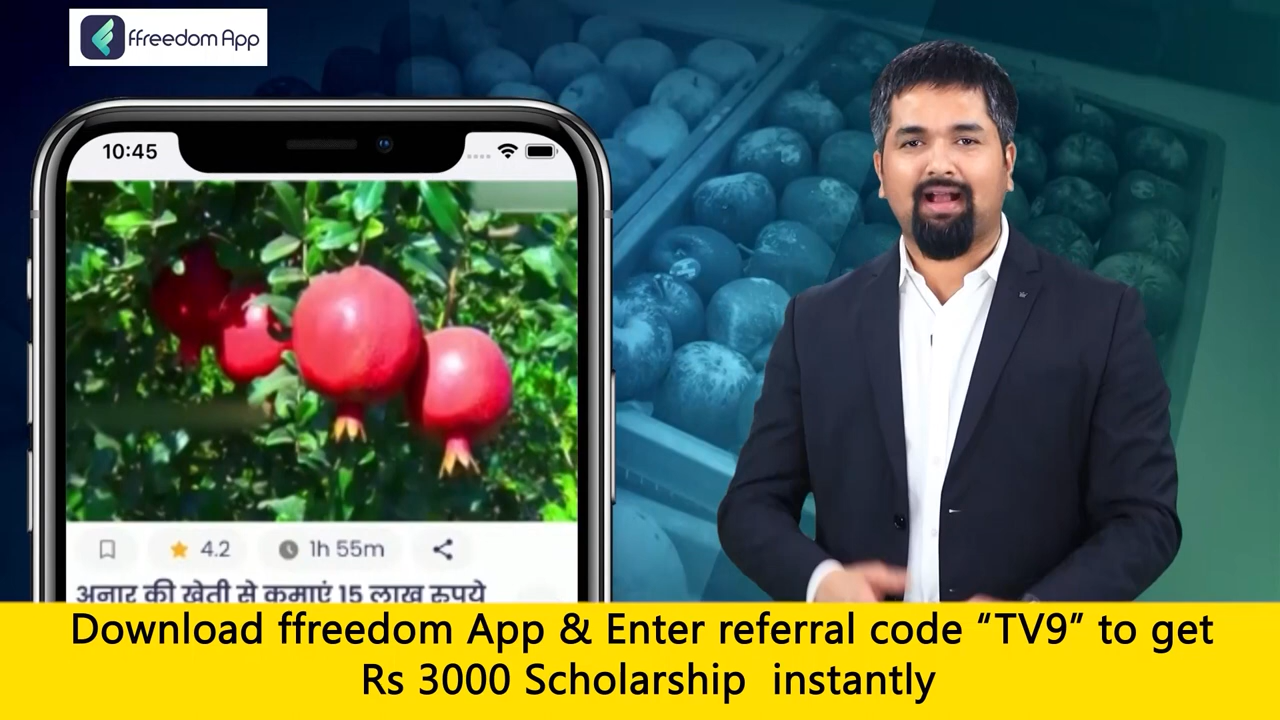 ffreedom App
10:45
4.2
1h 55m
अनार की खेती से कमाएं 15 लाख रुपये
Download ffreedom App & Enter referral code “TV9” to get
Rs 3000 Scholarship instantly